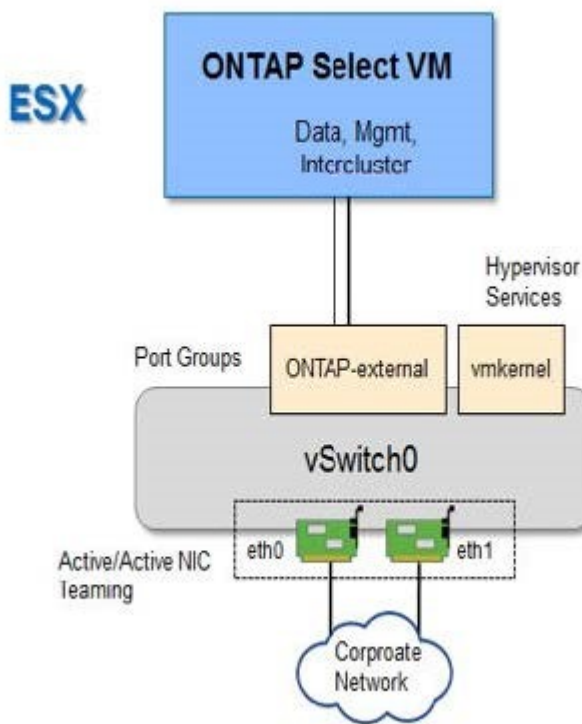 ONTAP Select VM
ESX
Data, Mgmt,
Intercluster
Hypervisor
Services
Port Groups
ONTAP-external
vmkernel
vSwitch0
eth0
eth1
Active/Active NIC
Teaming
Corproate
Network